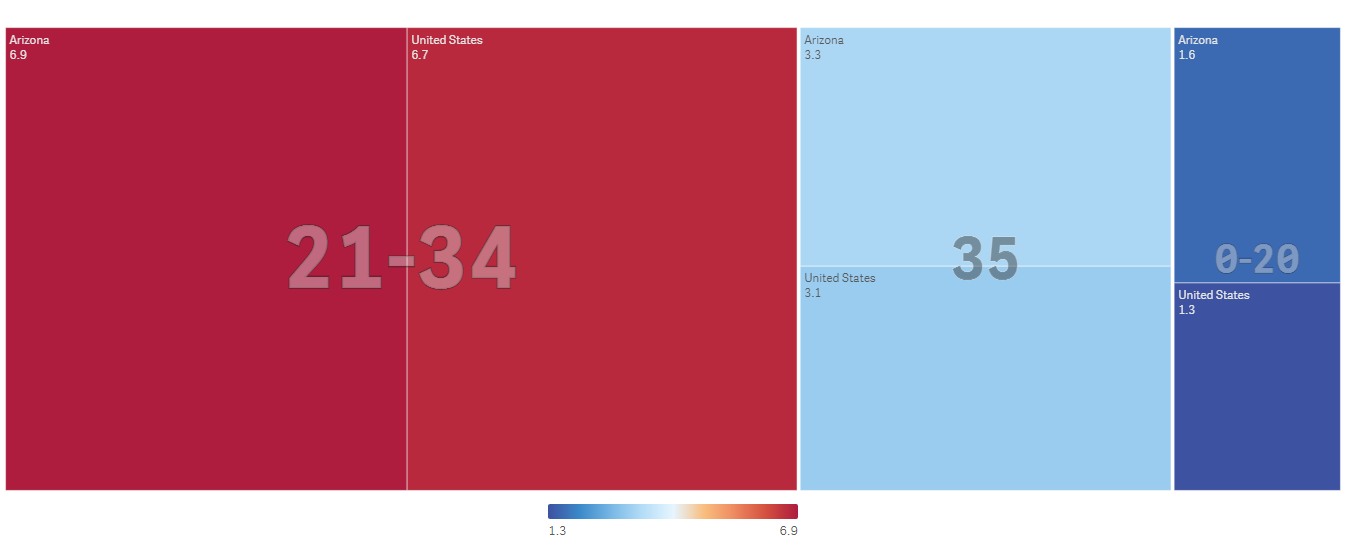 Arizona
6.9
United States
6.7
21-34
Arizona
3.3
United States
3.1
35
Arizona
1.6
0-20
United States
1.3
1.3
6.9